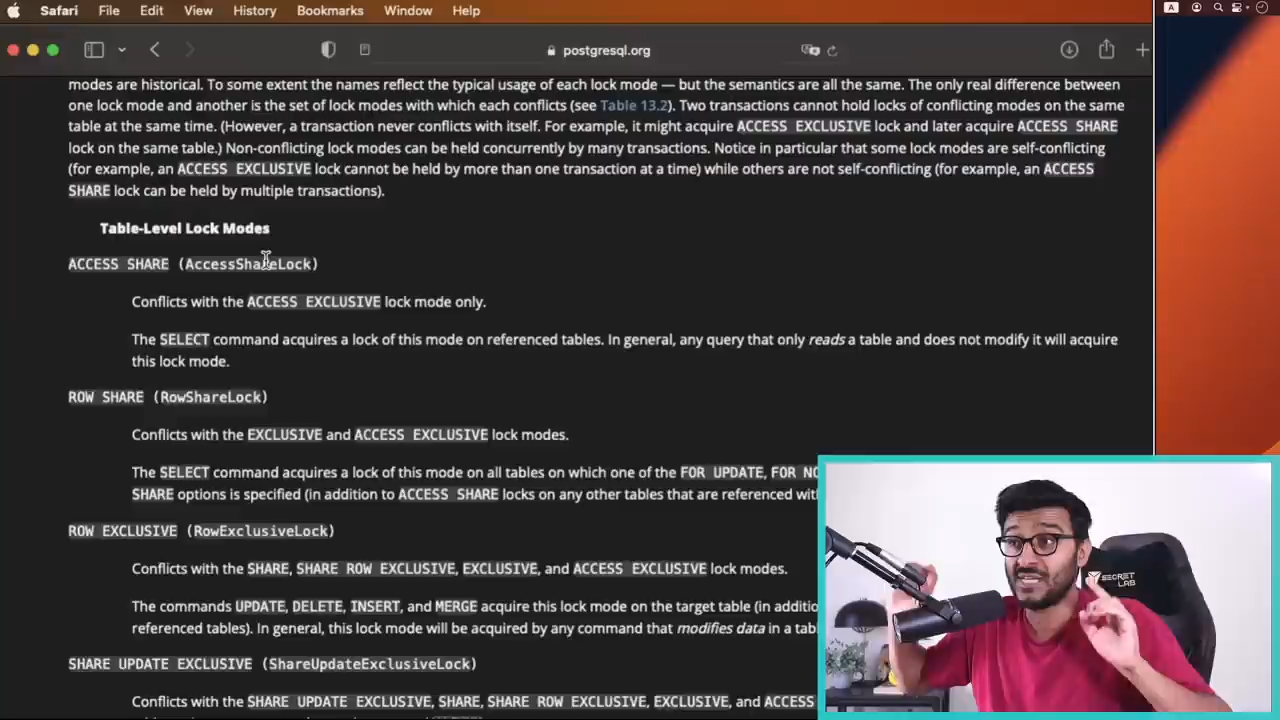 Safari File Edit View History Bookmarks Window Help
A
postgresql.org
modes are historical. To some extent the names reflect the typical usage of each lock mode — but the semantics are all the same. The only real difference between
one lock mode and another is the set of lock modes with which each conflicts (see Table 13.2). Two transactions cannot hold locks of conflicting modes on the same
table at the same time. (However, a transaction never conflicts with itself. For example, it might acquire ACCESS EXCLUSIVE lock and later acquire ACCESS SHARE
lock on the same table.) Non-conflicting lock modes can be held concurrently by many transactions. Notice in particular that some lock modes are self-conflicting
(for example, an ACCESS EXCLUSIVE lock cannot be held by more than one transaction at a time) while others are not self-conflicting (for example, an ACCESS
SHARE lock can be held by multiple transactions).
Table-Level Lock Modes
ACCESS SHARE (AccessShareLock)
Conflicts with the ACCESS EXCLUSIVE lock mode only.
The SELECT command acquires a lock of this mode on referenced tables. In general, any query that only reads a table and does not modify it will acquire
this lock mode.
ROW SHARE (RowShareLock)
Conflicts with the EXCLUSIVE and ACCESS EXCLUSIVE lock modes.
The SELECT command acquires a lock of this mode on all tables on which one of the FOR UPDATE, FOR NO
SHARE options is specified (in addition to ACCESS SHARE locks on any other tables that are referenced with
ROW EXCLUSIVE (RowExclusiveLock)
Conflicts with the SHARE, SHARE ROW EXCLUSIVE, EXCLUSIVE, and ACCESS EXCLUSIVE lock modes.
The commands UPDATE, DELETE, INSERT, and MERGE acquire this lock mode on the target table (in additio
referenced tables). In general, this lock mode will be acquired by any command that modifies data in a tab
SHARE UPDATE EXCLUSIVE (ShareUpdateExclusiveLock)
Conflicts with the SHARE UPDATE EXCLUSIVE, SHARE, SHARE ROW EXCLUSIVE, EXCLUSIVE, and ACCESS
SECRET
LAB